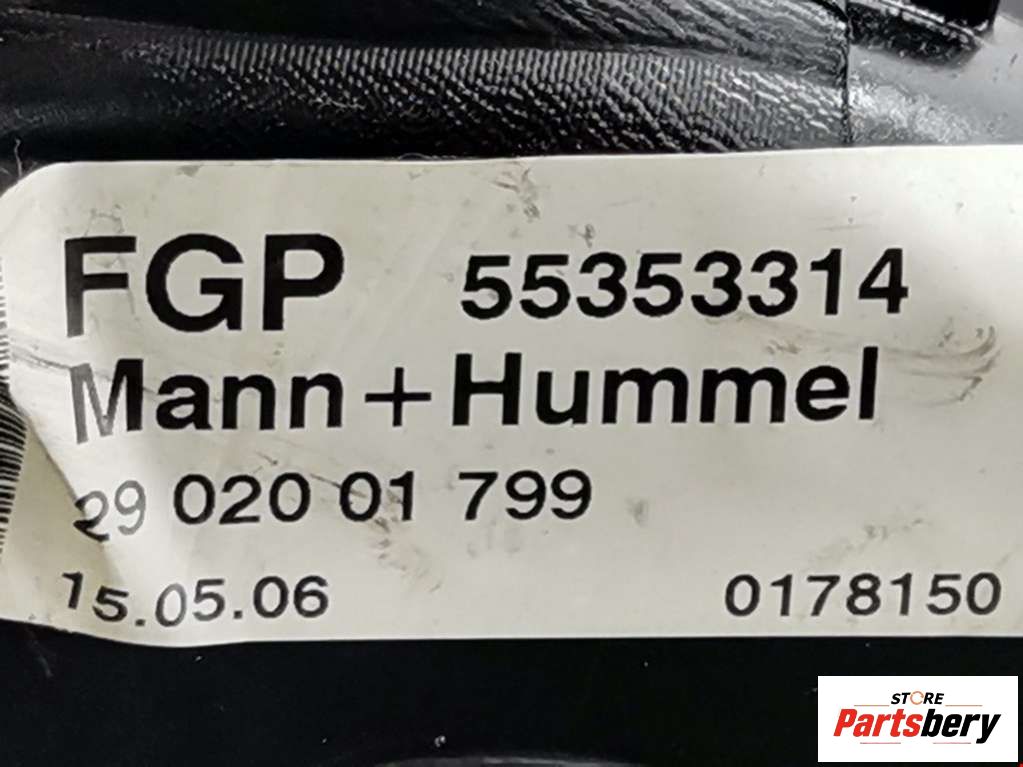 FGP 55353314
Mann+Hummel
29 020 01 799
15.05.06 0178150
STORE
Partsbery